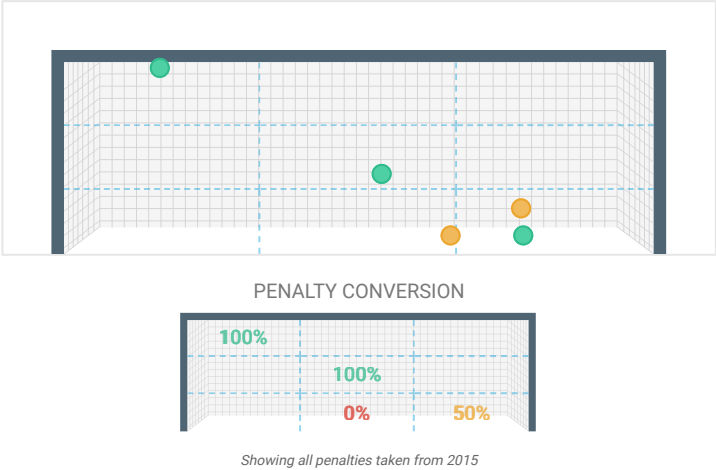 PENALTY CONVERSION
100%
100%
0% 50%
Showing all penalties taken from 2015